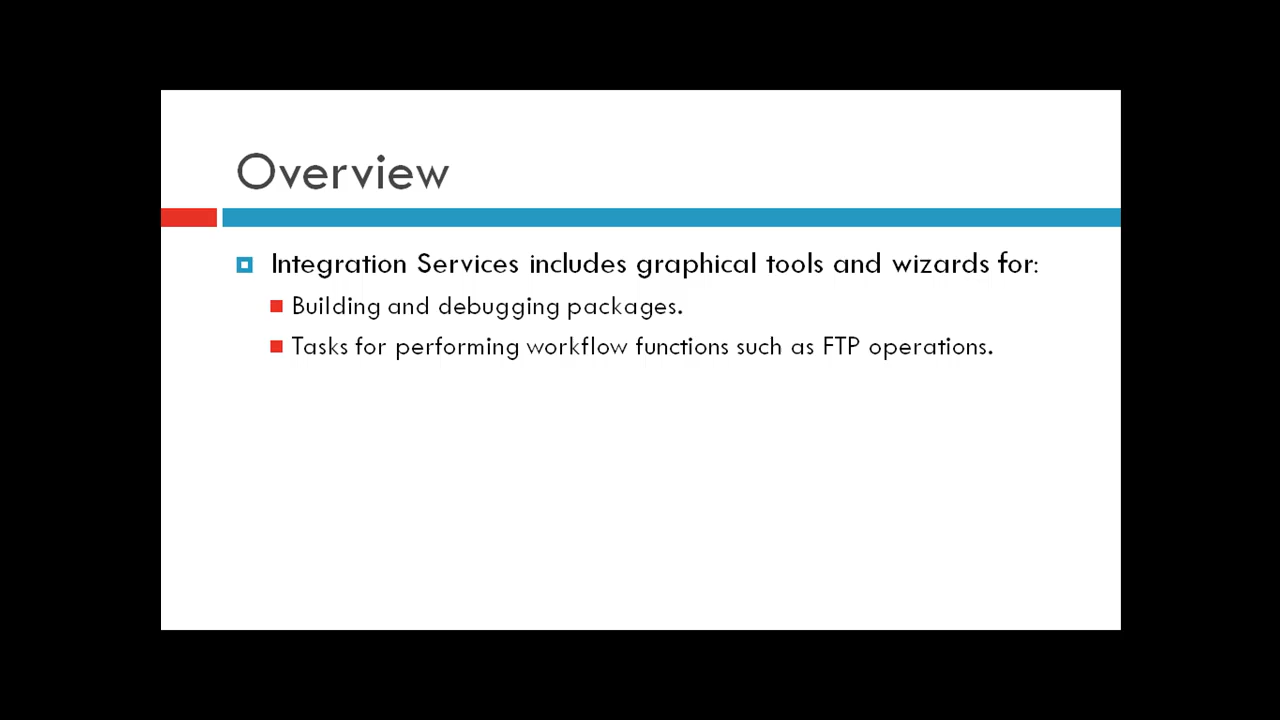 Overview
Integration Services includes graphical tools and wizards for:
Building and debugging packages.
Tasks for performing workflow functions such as FTP operations.